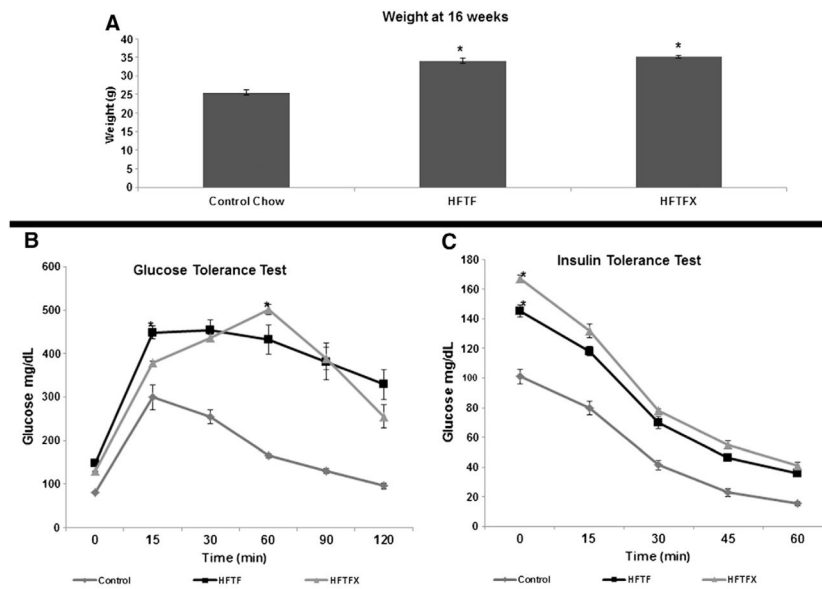 A
Weight at 16 weeks
Weight (g)
40
35
30
25
20
15
10
5
0
*
*
Control Chow HFTF HFTFX
B
Glucose Tolerance Test
Glucose mg/dL
600
500
400
300
200
100
0
*
*
0 15 30 60 90 120
Time (min)
Control HFTF HFTFX
C
Insulin Tolerance Test
Glucose mg/dL
180
160
140
120
100
80
60
40
20
0
*
*
0 15 30 45 60
Time (min)
Control HFTF HFTFX